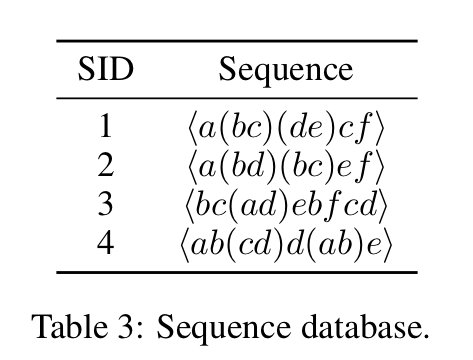 SID Sequence
1 ⟨a(bc)(de)cf⟩
2 ⟨a(bd)(bc)ef⟩
3 ⟨bc(ad)ebfcd⟩
4 ⟨ab(cd)d(ab)e⟩
Table 3: Sequence database.